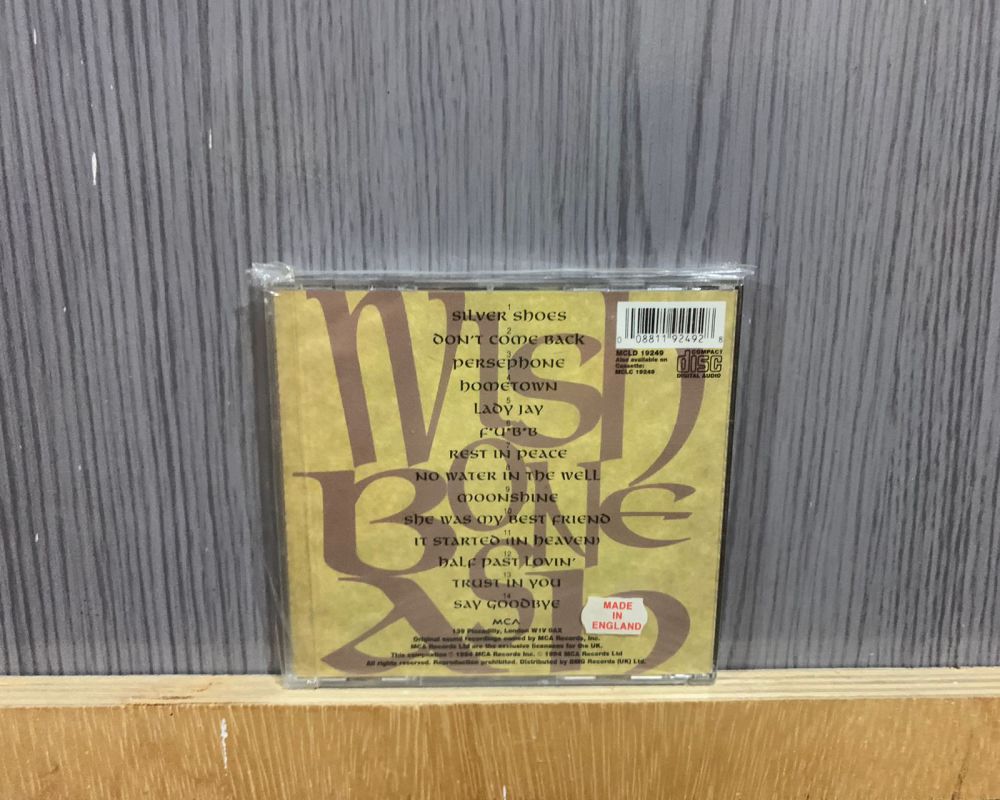 WISH
BONE
ASH
1
SILVER SHOES
2
DON'T COME BACK
3
PERSEPHONE
4
HOMETOWN
5
LADY JAY
6
F·U·B·B
7
REST IN PEACE
8
NO WATER IN THE WELL
9
MOONSHINE
10
SHE WAS MY BEST FRIEND
11
IT STARTED (IN HEAVEN)
12
HALF PAST LOVIN'
13
TRUST IN YOU
14
SAY GOODBYE
MCA
139 Piccadilly, London W1V 0AX
Original sound recordings owned by MCA Records, Inc.
MCA Records Ltd are the exclusive licensees for the UK.
This compilation ℗ 1994 MCA Records Inc. © 1994 MCA Records Ltd
All rights reserved. Reproduction prohibited. Distributed by BMG Records (UK) Ltd.
0 08811 92492 8
MCLD 19249
Also available on
Cassette:
MCLC 19249
COMPACT
disc
DIGITAL AUDIO
MADE
IN
ENGLAND